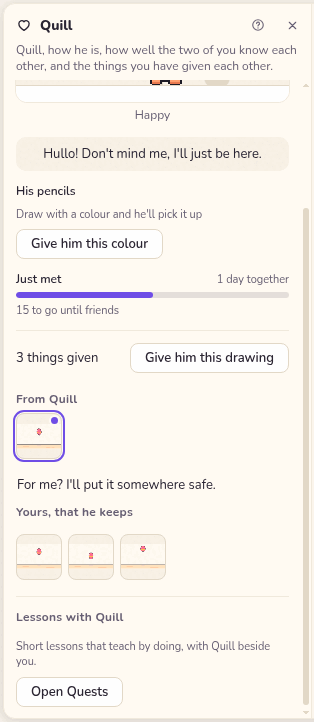 Quill
Quill, how he is, how well the two of you know each
other, and the things you have given each other.
Happy
Hullo! Don't mind me, I'll just be here.
His pencils
Draw with a colour and he'll pick it up
Give him this colour
Just met
1 day together
15 to go until friends
3 things given
Give him this drawing
From Quill
For me? I'll put it somewhere safe.
Yours, that he keeps
Lessons with Quill
Short lessons that teach by doing, with Quill beside
you.
Open Quests